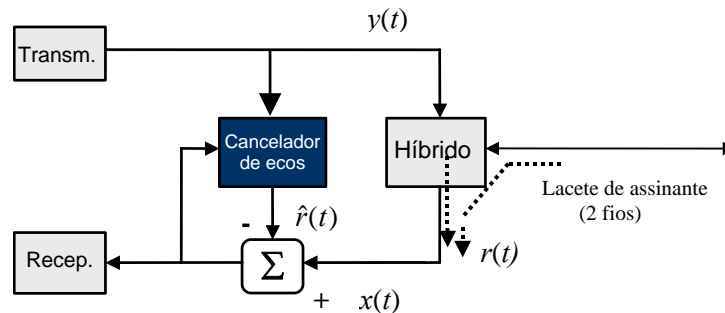 y(t)
Transm.
Cancelador
de ecos
Híbrido
Lacete de assinante
(2 fios)
r̂(t)
-
Recep.
Σ
r(t)
+
x(t)